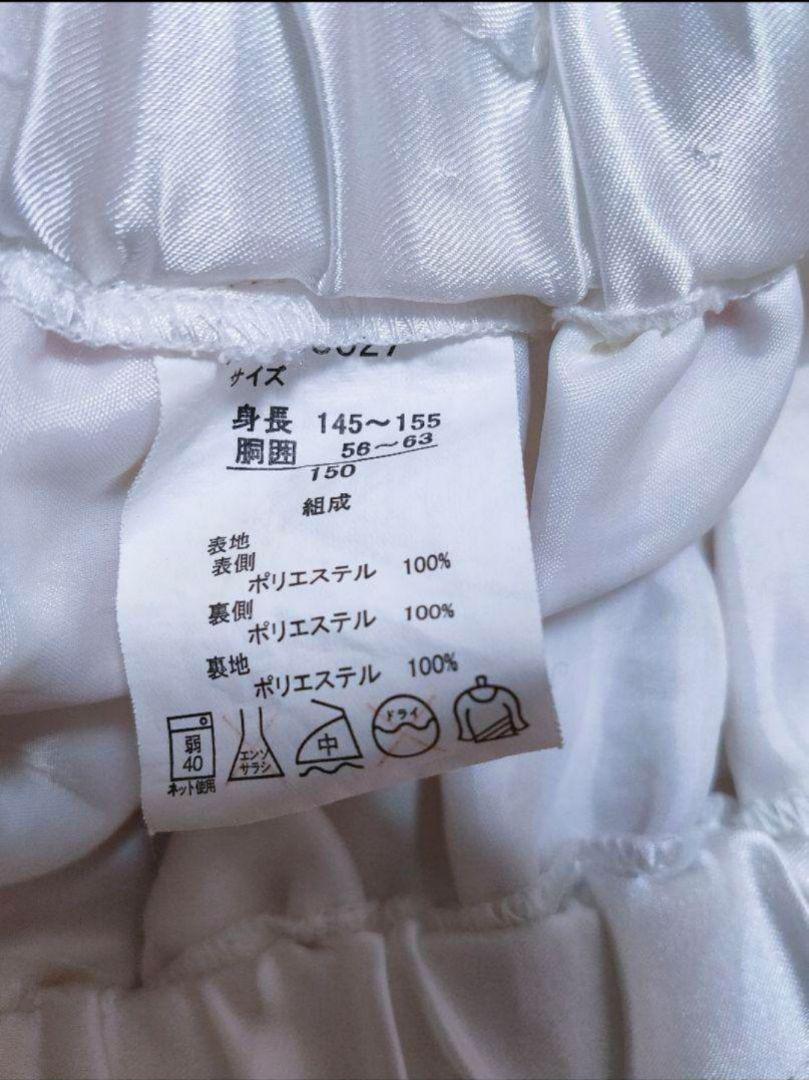 サイズ
身長 145～155
胴囲 56～63
150
組成
表地
表側
ポリエステル 100%
裏側
ポリエステル 100%
裏地
ポリエステル 100%
弱
40
ネット使用
エンソ
サラシ
中
ドライ